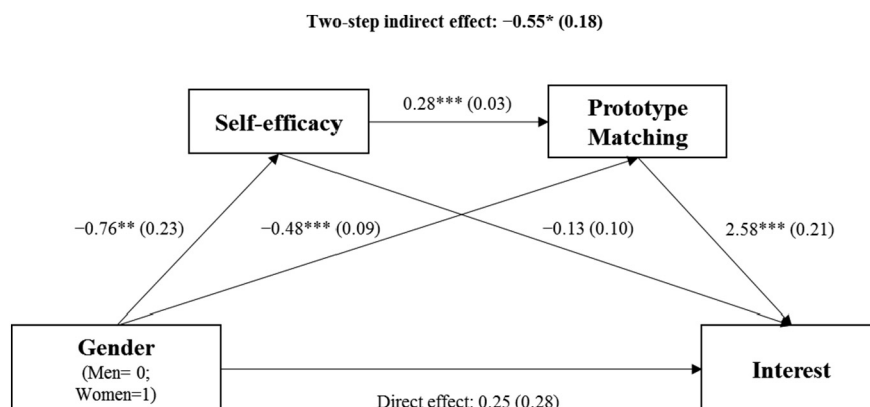 Two-step indirect effect: −0.55* (0.18)
Self-efficacy
0.28*** (0.03)
Prototype
Matching
−0.76** (0.23)
−0.48*** (0.09)
−0.13 (0.10)
2.58*** (0.21)
Gender
(Men= 0;
Women=1)
Interest
Direct effect: 0.25 (0.28)